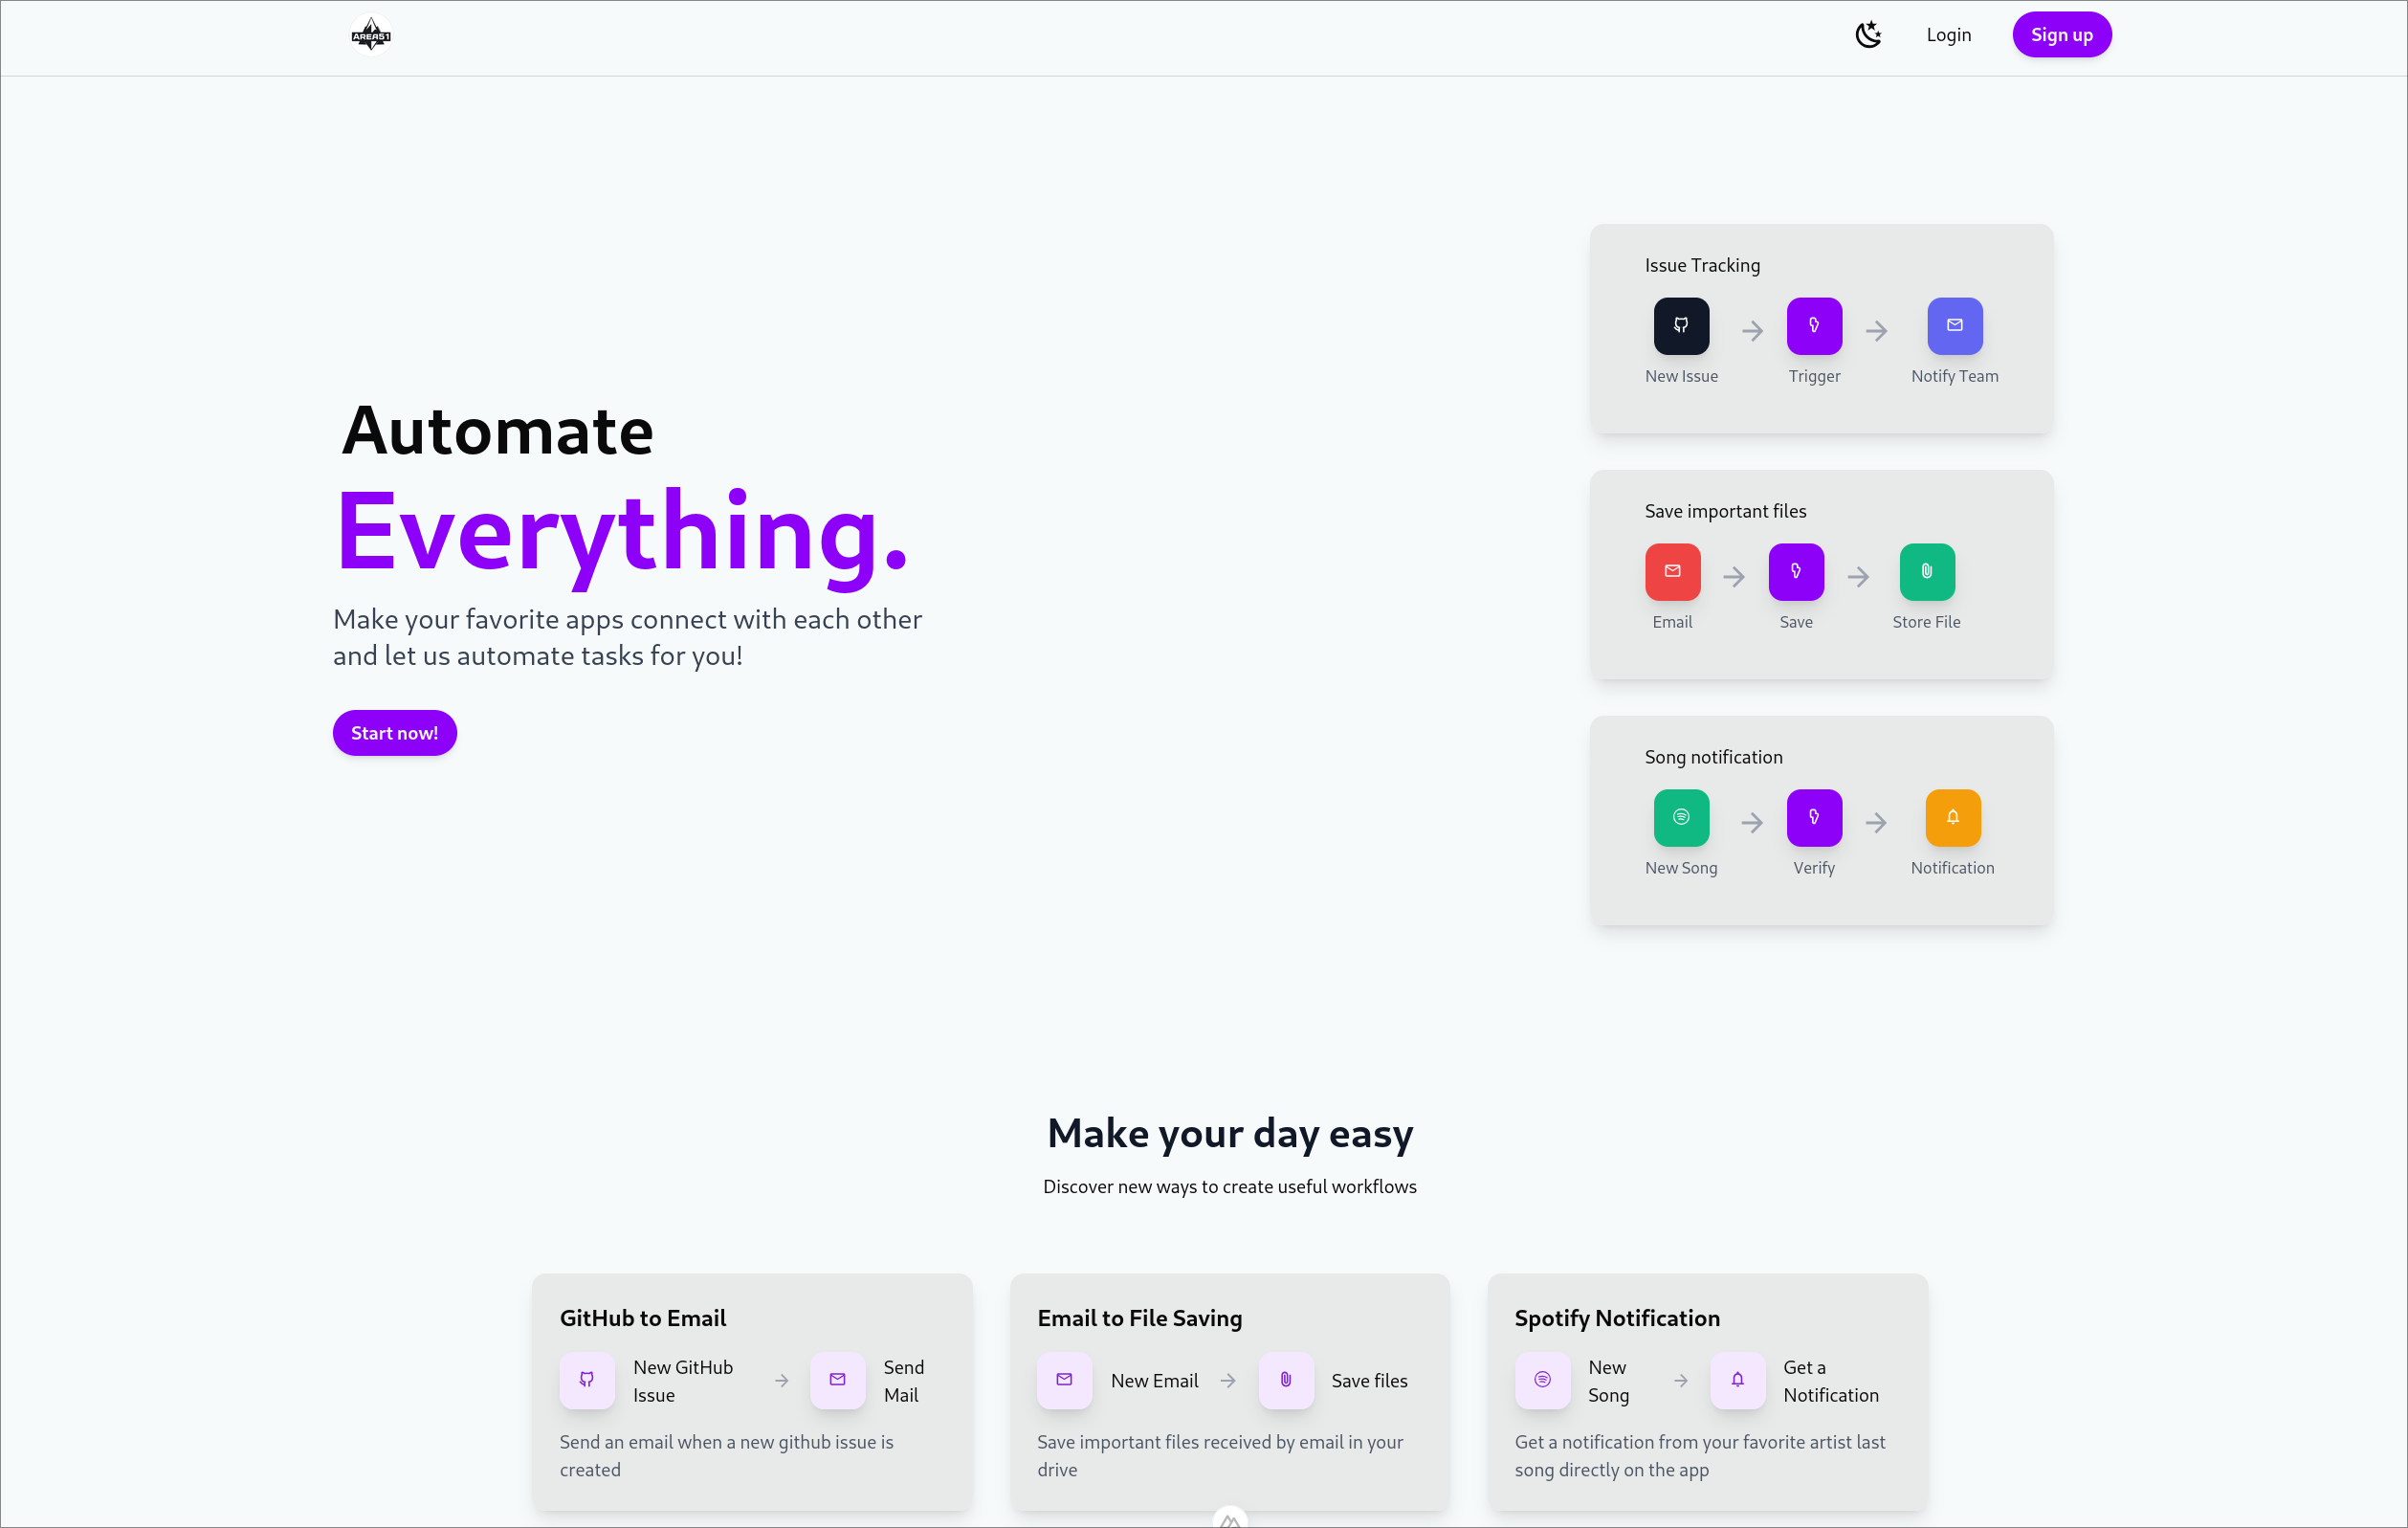 AREA51
Login
Sign up
Issue Tracking
New Issue
Trigger
Notify Team
Automate
Everything.
Make your favorite apps connect with each other
and let us automate tasks for you!
Start now!
Save important files
Email
Save
Store File
Song notification
New Song
Verify
Notification
Make your day easy
Discover new ways to create useful workflows
GitHub to Email
New GitHub
Issue
Send
Mail
Send an email when a new github issue is
created
Email to File Saving
New Email
Save files
Save important files received by email in your
drive
Spotify Notification
New
Song
Get a
Notification
Get a notification from your favorite artist last
song directly on the app